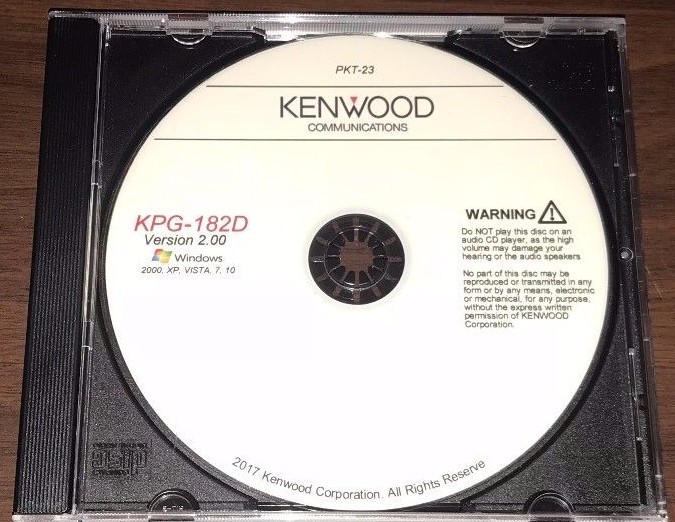 PKT-23
KENWOOD
COMMUNICATIONS
KPG-182D
Version 2.00
Windows
2000, XP, VISTA, 7, 10
WARNING
Do NOT play this disc on an
audio CD player, as the high
volume may damage your
hearing or the audio speakers
No part of this disc may be
reproduced or transmitted in any
form or by any means, electronic
or mechanical, for any purpose,
without the express written
permission of KENWOOD
Corporation.
2017 Kenwood Corporation. All Rights Reserve